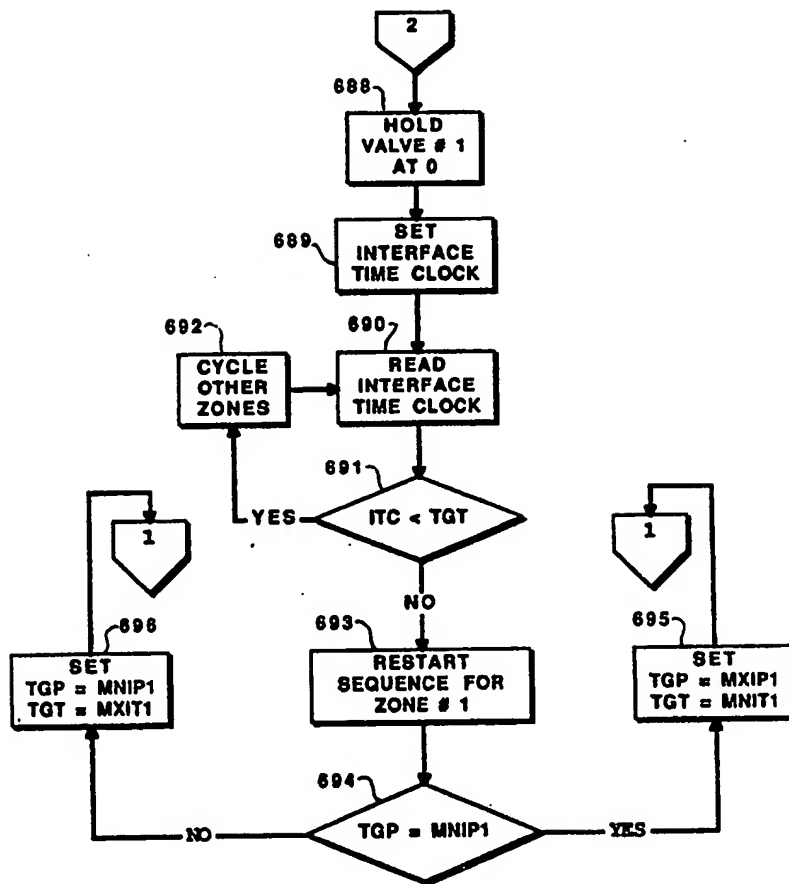 2
688
HOLD
VALVE # 1
AT 0
689
SET
INTERFACE
TIME CLOCK
692
690
CYCLE
OTHER
ZONES
READ
INTERFACE
TIME CLOCK
691
ITC < TGT
YES
NO
1
1
696
SET
TGP = MNIP1
TGT = MXIT1
693
RESTART
SEQUENCE FOR
ZONE # 1
695
SET
TGP = MXIP1
TGT = MNIT1
694
TGP = MNIP1
NO
YES